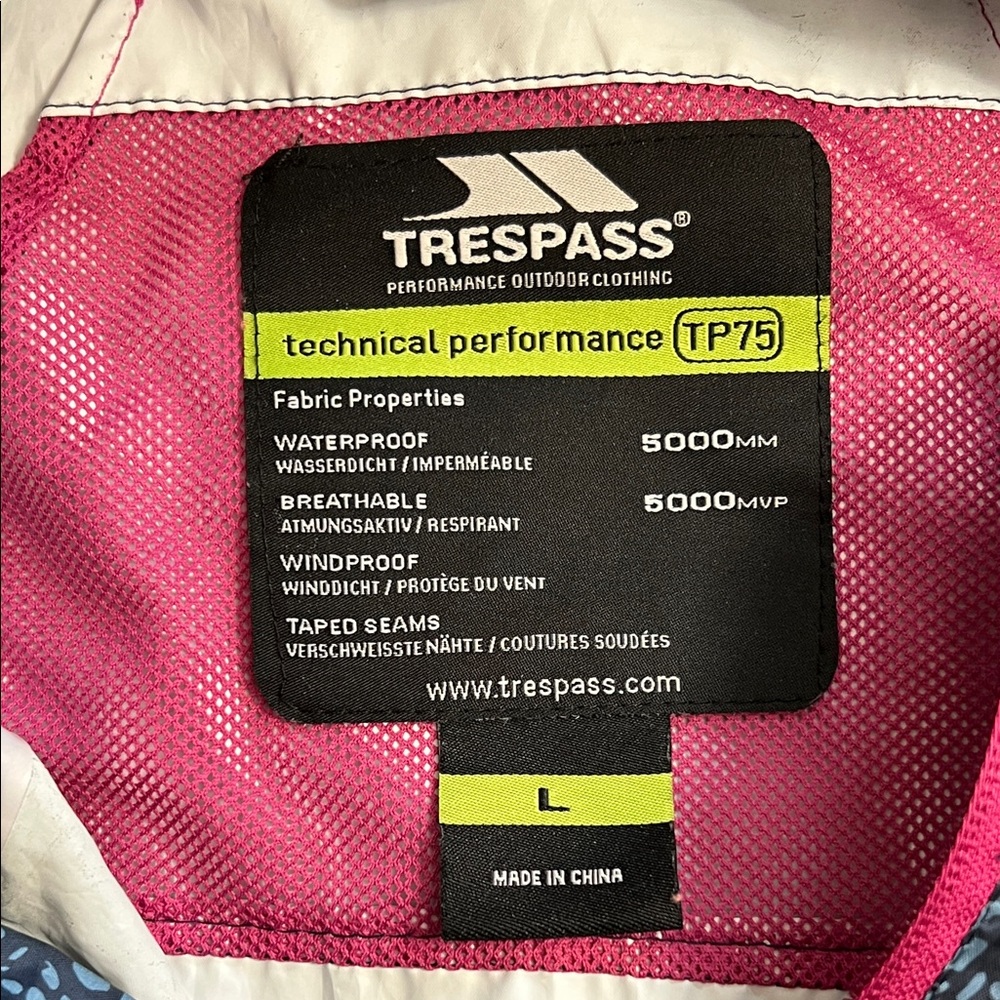 TRESPASS®
PERFORMANCE OUTDOOR CLOTHING
technical performance TP75
Fabric Properties
WATERPROOF 5000MM
WASSERDICHT / IMPERMÉABLE
BREATHABLE 5000MVP
ATMUNGSAKTIV / RESPIRANT
WINDPROOF
WINDDICHT / PROTÈGE DU VENT
TAPED SEAMS
VERSCHWEISSTE NÄHTE / COUTURES SOUDÉES
www.trespass.com
L
MADE IN CHINA